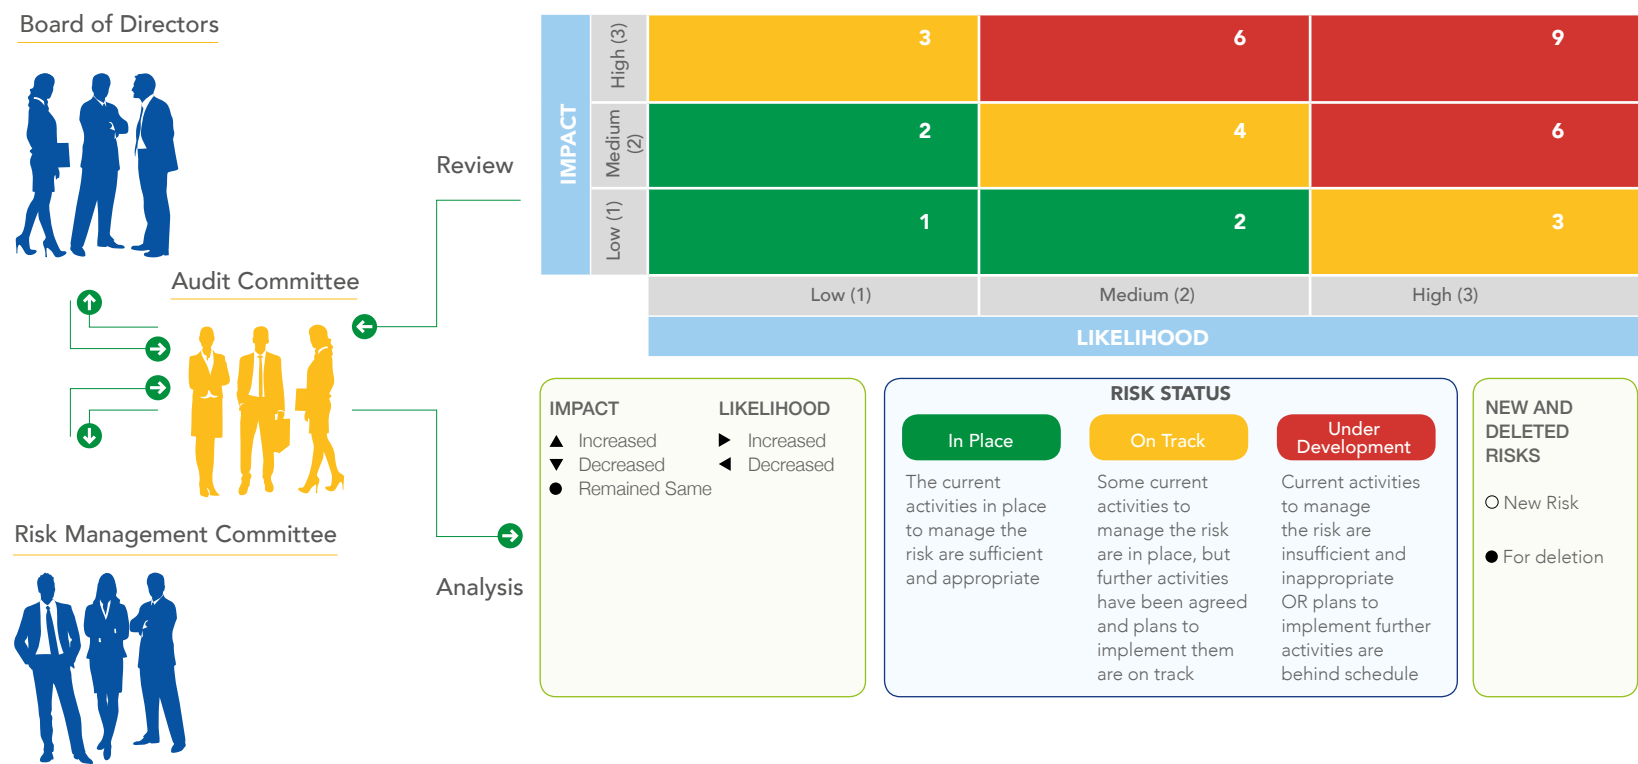 Board of Directors
Review
Audit Committee
Risk Management Committee
Analysis
IMPACT
High (3)
3
6
9
Medium
(2)
2
4
6
Low (1)
1
2
3
Low (1)
Medium (2)
High (3)
LIKELIHOOD
IMPACT
Increased
Decreased
Remained Same
LIKELIHOOD
Increased
Decreased
RISK STATUS
In Place
The current
activities in place
to manage the
risk are sufficient
and appropriate
On Track
Some current
activities to
manage the risk
are in place, but
further activities
have been agreed
and plans to
implement them
are on track
Under
Development
Current activities
to manage
the risk are
insufficient and
inappropriate
OR plans to
implement further
activities are
behind schedule
NEW AND
DELETED
RISKS
New Risk
For deletion